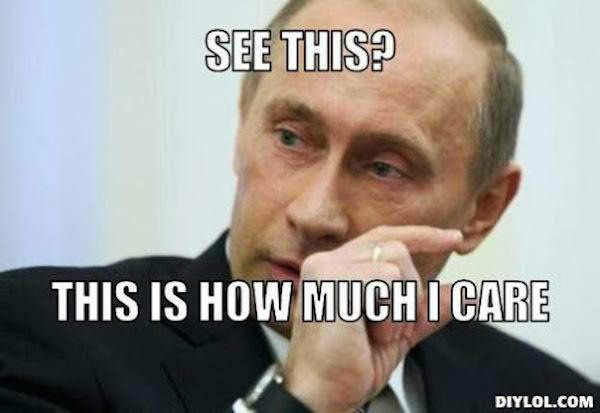 SEE THIS?
THIS IS HOW MUCH I CARE
DIYLOL.COM